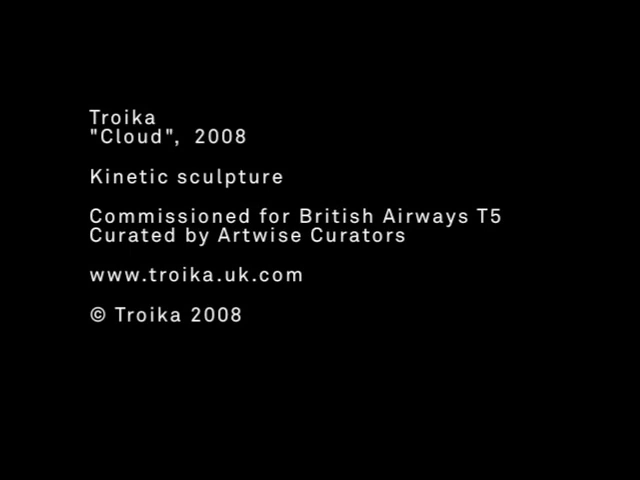 Troika
"Cloud", 2008
Kinetic sculpture
Commissioned for British Airways T5
Curated by Artwise Curators
www.troika.uk.com
© Troika 2008